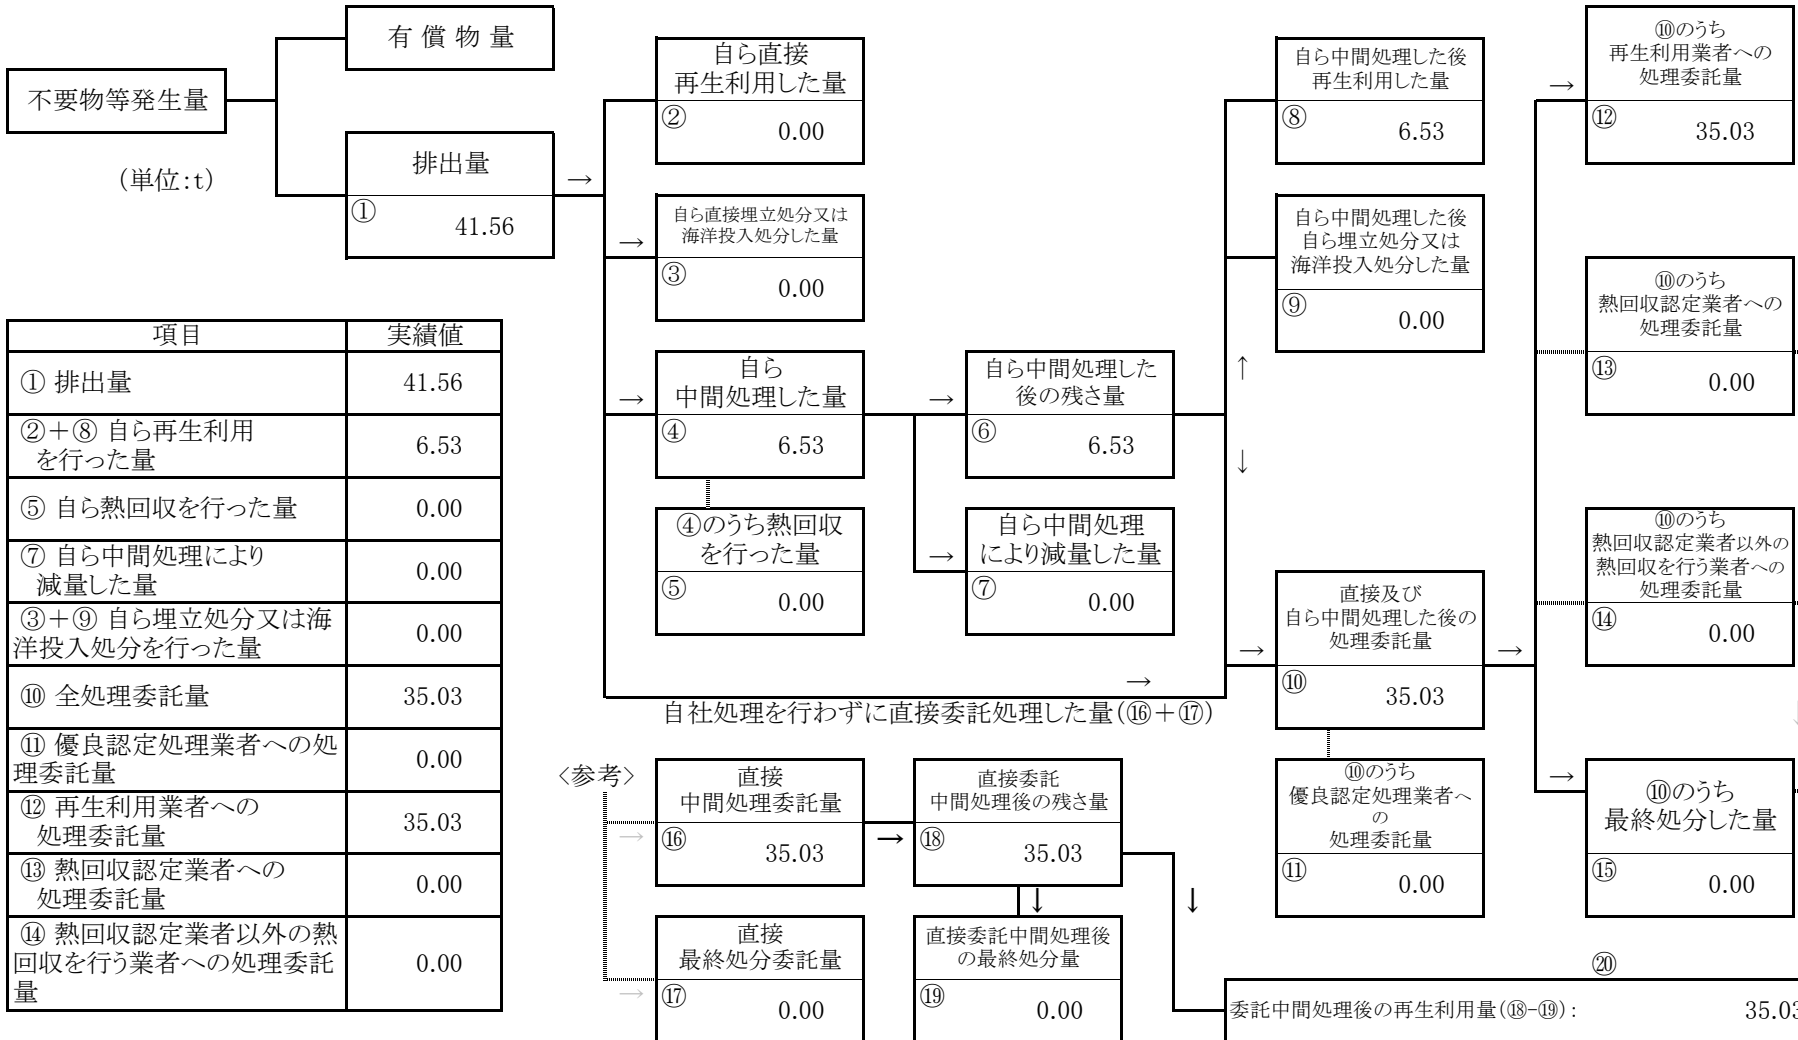 有 償 物 量
不要物等発生量
(単位:t)
排出量
→
①
41.56
自ら直接
再生利用した量
②
0.00
自ら直接埋立処分又は
海洋投入処分した量
→
③
0.00
自ら
中間処理した量
→
④
6.53
④のうち熱回収
を行った量
⑤
0.00
自ら中間処理した
後の残さ量
→
⑥
6.53
自ら中間処理
により減量した量
→
⑦
0.00
自ら中間処理した後
再生利用した量
⑧
6.53
自ら中間処理した後
自ら埋立処分又は
海洋投入処分した量
⑨
0.00
↑
↓
直接及び
自ら中間処理した後の
処理委託量
→
→
⑩
35.03
→
自社処理を行わずに直接委託処理した量(⑯+⑰)
⑩のうち
優良認定処理業者へ
の
処理委託量
⑪
0.00
⑩のうち
再生利用業者への
処理委託量
→
⑫
35.03
⑩のうち
熱回収認定業者への
処理委託量
⑬
0.00
⑩のうち
熱回収認定業者以外の
熱回収を行う業者への
処理委託量
⑭
0.00
⑩のうち
最終処分した量
→
⑮
0.00
項目 実績値
① 排出量 41.56
②+⑧ 自ら再生利用
を行った量 6.53
⑤ 自ら熱回収を行った量 0.00
⑦ 自ら中間処理により
減量した量 0.00
③+⑨ 自ら埋立処分又は海
洋投入処分を行った量 0.00
⑩ 全処理委託量 35.03
⑪ 優良認定処理業者への処
理委託量 0.00
⑫ 再生利用業者への
処理委託量 35.03
⑬ 熱回収認定業者への
処理委託量 0.00
⑭ 熱回収認定業者以外の熱
回収を行う業者への処理委託
量 0.00
〈参考〉
直接
中間処理委託量
→
⑯
35.03
直接委託
中間処理後の残さ量
→
⑱
35.03
↓
↓
直接
最終処分委託量
→
⑰
0.00
直接委託中間処理後
の最終処分量
⑲
0.00
⑳
委託中間処理後の再生利用量(⑱-⑲): 35.03